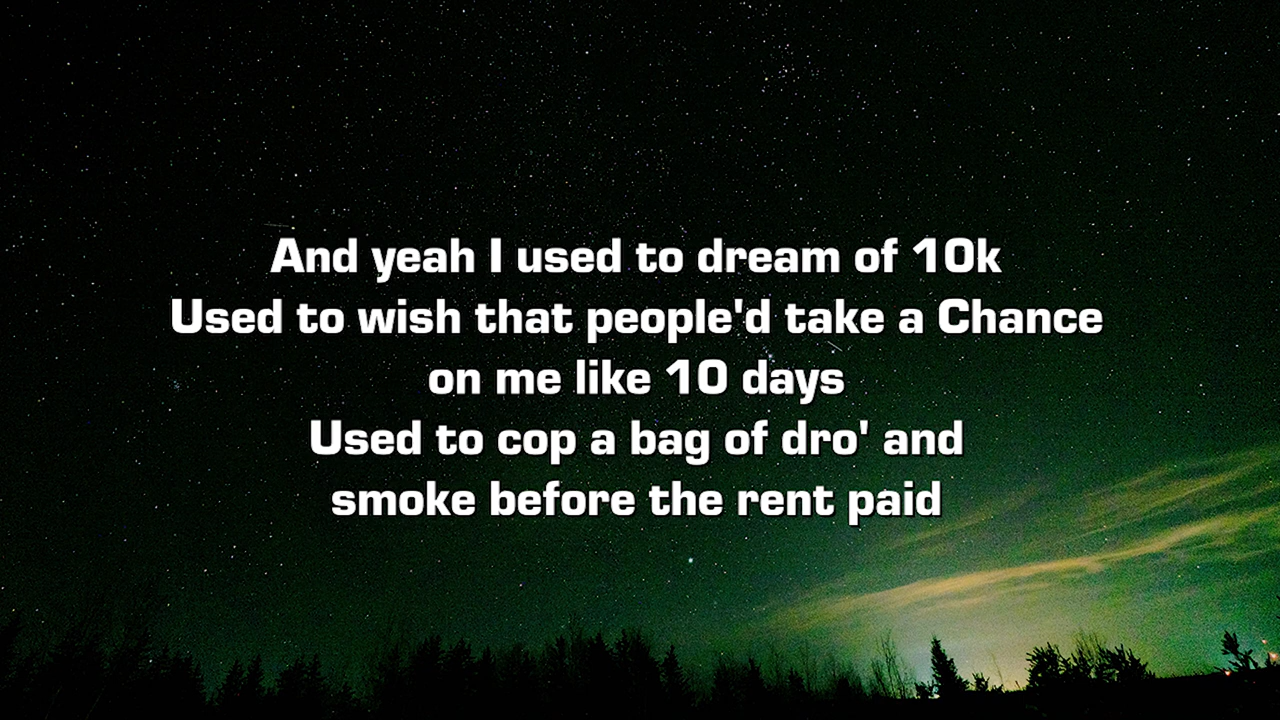 And yeah I used to dream of 10k
Used to wish that people'd take a Chance
on me like 10 days
Used to cop a bag of dro' and
smoke before the rent paid